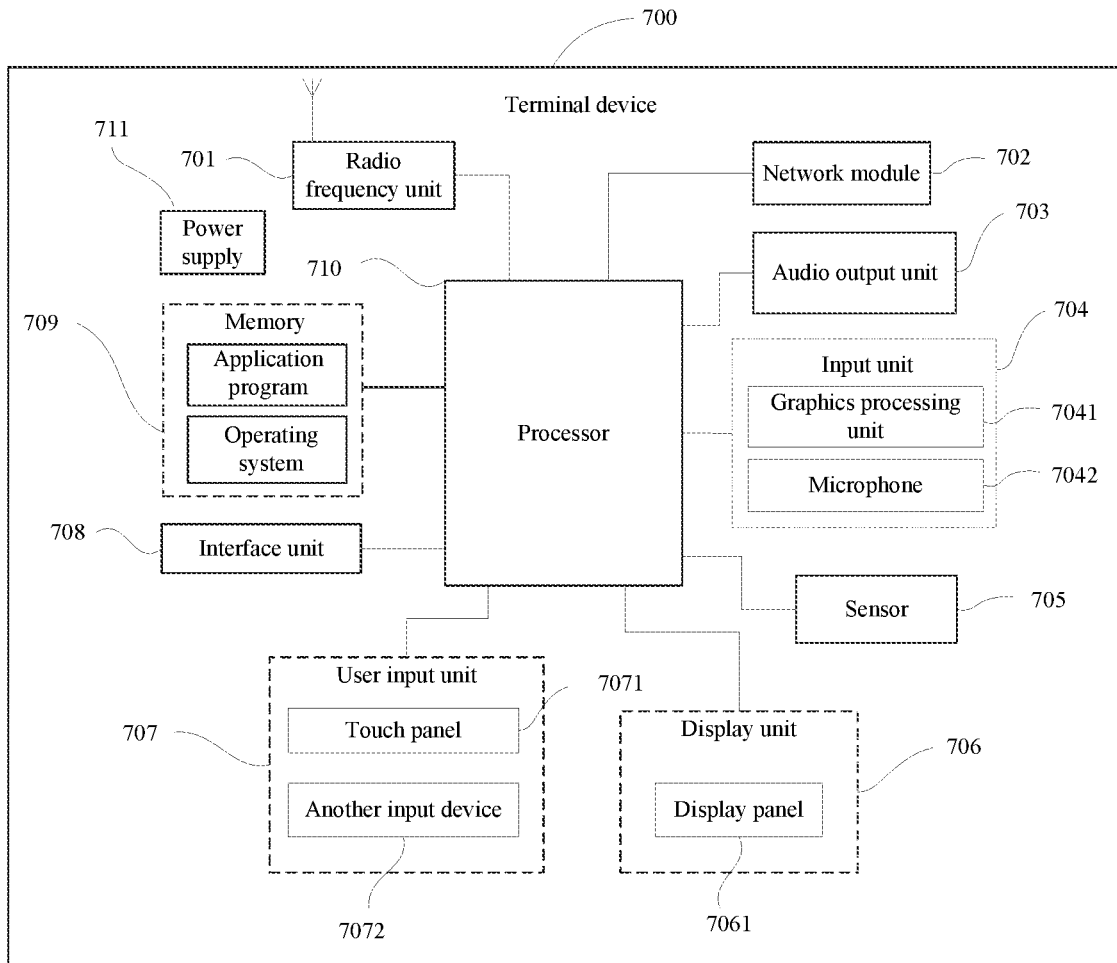 700
Terminal device
711
701
Radio
frequency unit
Network module
702
703
Power
supply
710
Audio output unit
709
Memory
Application
program
Operating
system
Processor
704
Input unit
Graphics processing
unit
7041
Microphone
7042
708
Interface unit
Sensor
705
User input unit
7071
707
Touch panel
Another input device
7072
Display unit
706
Display panel
7061